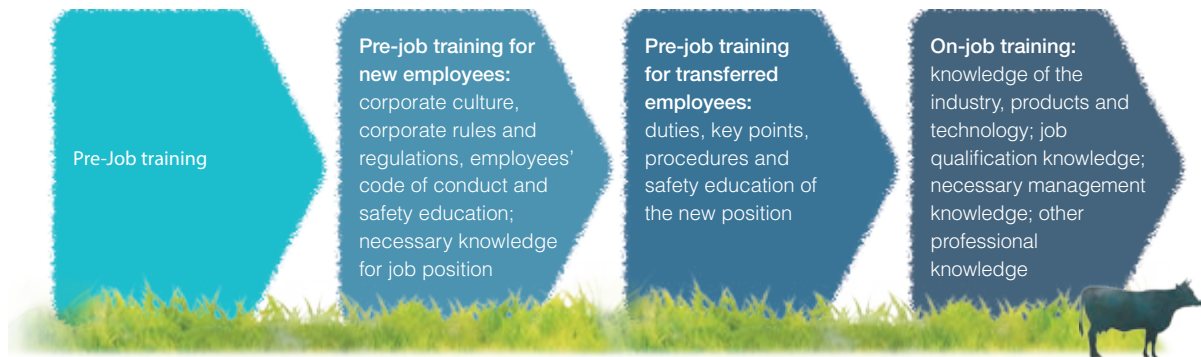 Pre-Job training
Pre-job training for
new employees:
corporate culture,
corporate rules and
regulations, employees’
code of conduct and
safety education;
necessary knowledge
for job position
Pre-job training
for transferred
employees:
duties, key points,
procedures and
safety education of
the new position
On-job training:
knowledge of the
industry, products and
technology; job
qualification knowledge;
necessary management
knowledge; other
professional
knowledge